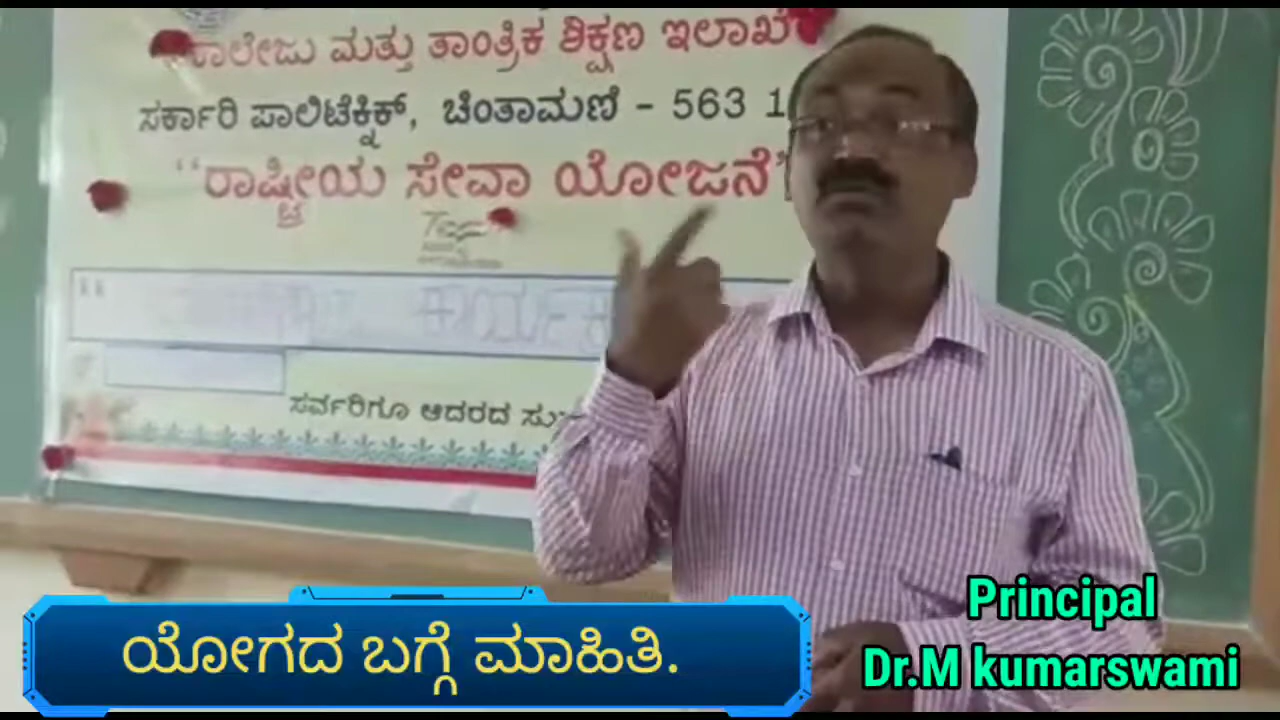 ಕಾಲೇಜು ಮತ್ತು ತಾಂತ್ರಿಕ ಶಿಕ್ಷಣ ಇಲಾಖೆ
ಸರ್ಕಾರಿ ಪಾಲಿಟೆಕ್ನಿಕ್, ಚಿಂತಾಮಣಿ - 563 1
“ರಾಷ್ಟ್ರೀಯ ಸೇವಾ ಯೋಜನೆ”
ಸರ್ವರಿಗೂ ಆದರದ
Principal
Dr.M kumarswami
ಯೋಗದ ಬಗ್ಗೆ ಮಾಹಿತಿ.